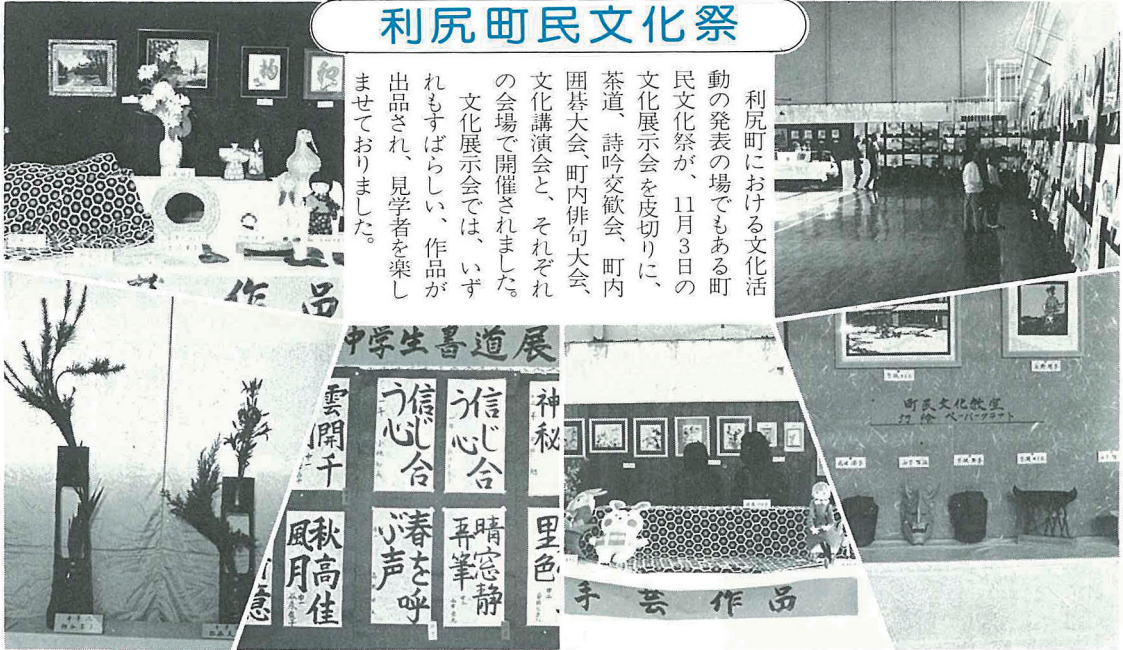 利尻町民文化祭
利尻町における文化活
動の発表の場でもある町
民文化祭が、11月3日の
文化展示会を皮切りに、
茶道、詩吟交歓会、町内
囲碁大会、町内俳句大会、
文化講演会と、それぞれ
の会場で開催されました。
文化展示会では、いず
れもすばらしい、作品が
出品され、見学者を楽し
ませておりました。
和
芸作品
中学生書道展
神秘
信じ合
う心
信じ合
う心
雲開千
里色
晴窓静
再筆
春を呼
ぶ声
秋高佳
風月
意
手芸作品
町民文化教室
打絵 ペーパークラフト